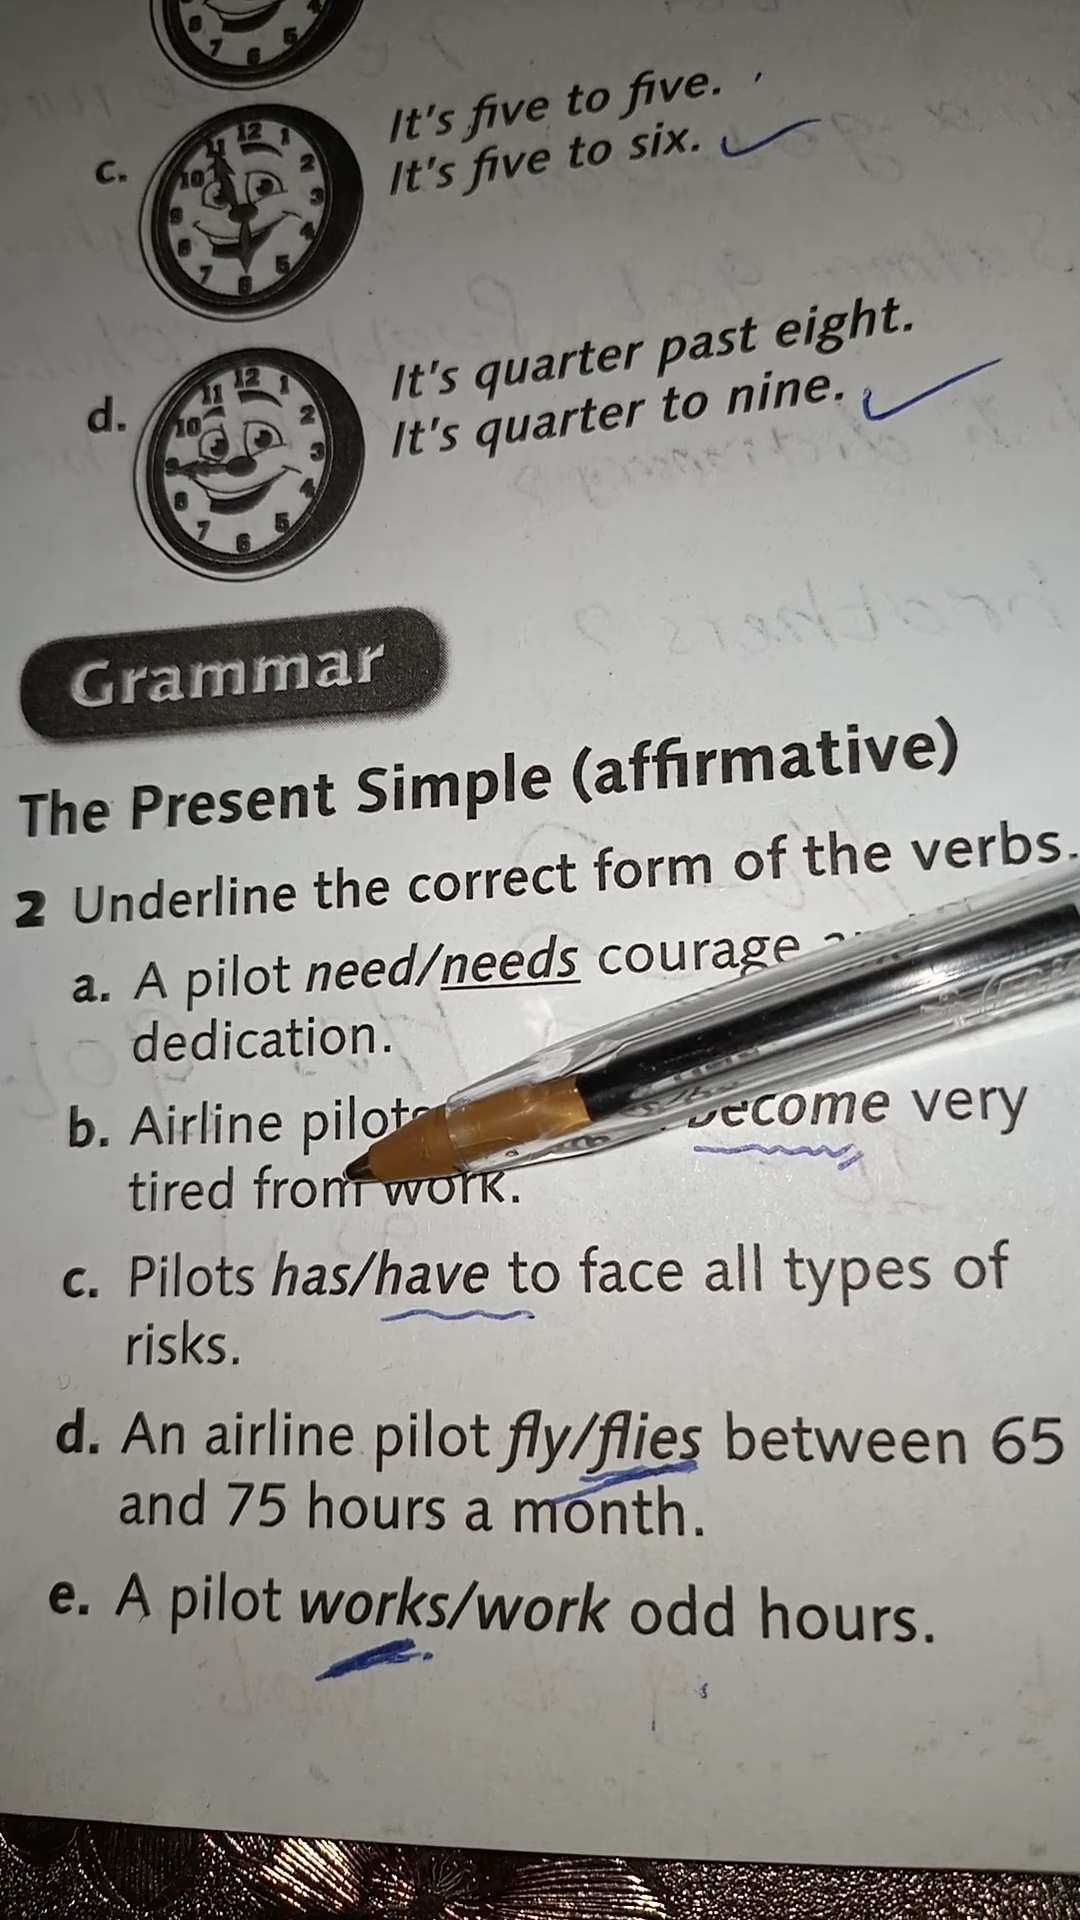 c.
It's five to five.
It's five to six.
d.
It's quarter past eight.
It's quarter to nine.
Grammar
The Present Simple (affirmative)
2 Underline the correct form of the verbs.
a. A pilot need/needs courage
dedication.
b. Airline pilots become very
tired from work.
c. Pilots has/have to face all types of
risks.
d. An airline pilot fly/flies between 65
and 75 hours a month.
e. A pilot works/work odd hours.